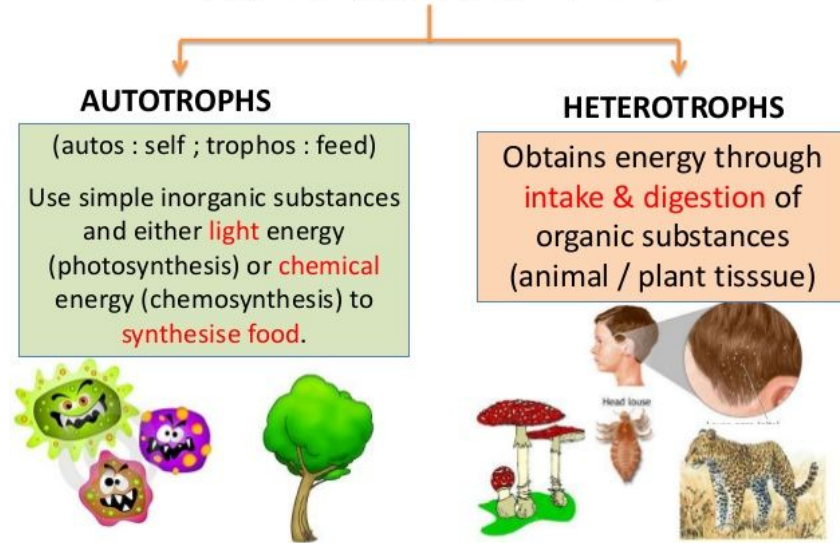 AUTOTROPHS
(autos : self ; trophos : feed)
Use simple inorganic substances
and either light energy
(photosynthesis) or chemical
energy (chemosynthesis) to
synthesise food.
HETEROTROPHS
Obtains energy through
intake & digestion of
organic substances
(animal / plant tisssue)
Head louse